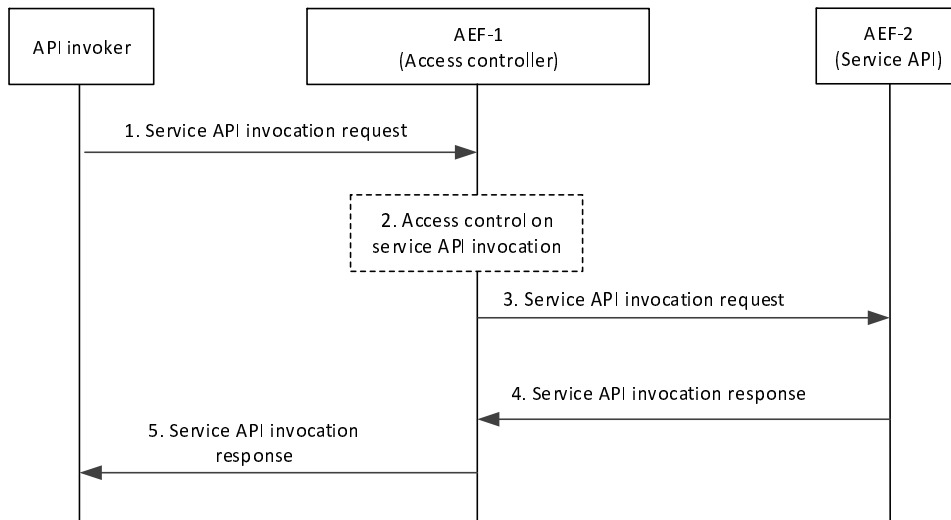 API invoker
AEF-1
(Access controller)
AEF-2
(Service API)
1. Service API invocation request
2. Access control on
service API invocation
3. Service API invocation request
4. Service API invocation response
5. Service API invocation
response